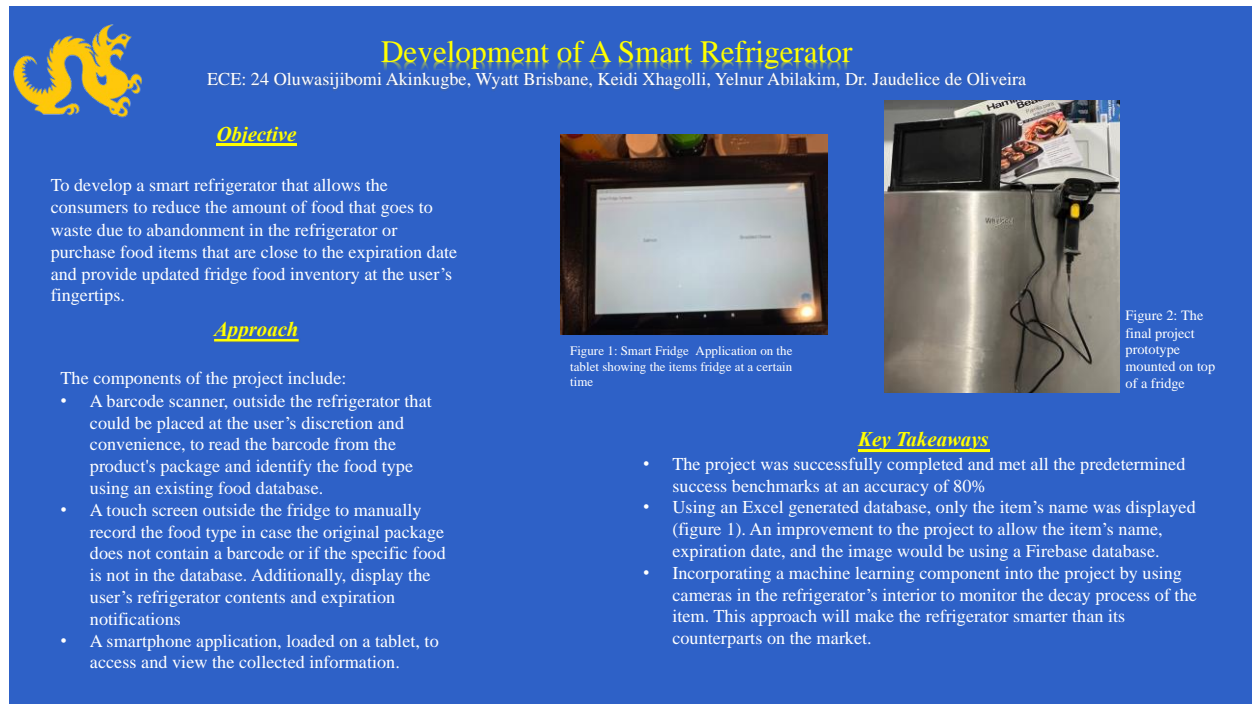 Development of A Smart Refrigerator
ECE: 24 Oluwasijibomi Akinkugbe, Wyatt Brisbane, Keidi Xhagolli, Yelnur Abilakim, Dr. Jaudelice de Oliveira
Objective
To develop a smart refrigerator that allows the
consumers to reduce the amount of food that goes to
waste due to abandonment in the refrigerator or
purchase food items that are close to the expiration date
and provide updated fridge food inventory at the user’s
fingertips.
Approach
The components of the project include:
• A barcode scanner, outside the refrigerator that
could be placed at the user’s discretion and
convenience, to read the barcode from the
product's package and identify the food type
using an existing food database.
• A touch screen outside the fridge to manually
record the food type in case the original package
does not contain a barcode or if the specific food
is not in the database. Additionally, display the
user’s refrigerator contents and expiration
notifications
• A smartphone application, loaded on a tablet, to
access and view the collected information.
Figure 1: Smart Fridge Application on the
tablet showing the items fridge at a certain
time
Whirlpool
Figure 2: The
final project
prototype
mounted on top
of a fridge
Key Takeaways
• The project was successfully completed and met all the predetermined
success benchmarks at an accuracy of 80%
• Using an Excel generated database, only the item’s name was displayed
(figure 1). An improvement to the project to allow the item’s name,
expiration date, and the image would be using a Firebase database.
• Incorporating a machine learning component into the project by using
cameras in the refrigerator’s interior to monitor the decay process of the
item. This approach will make the refrigerator smarter than its
counterparts on the market.